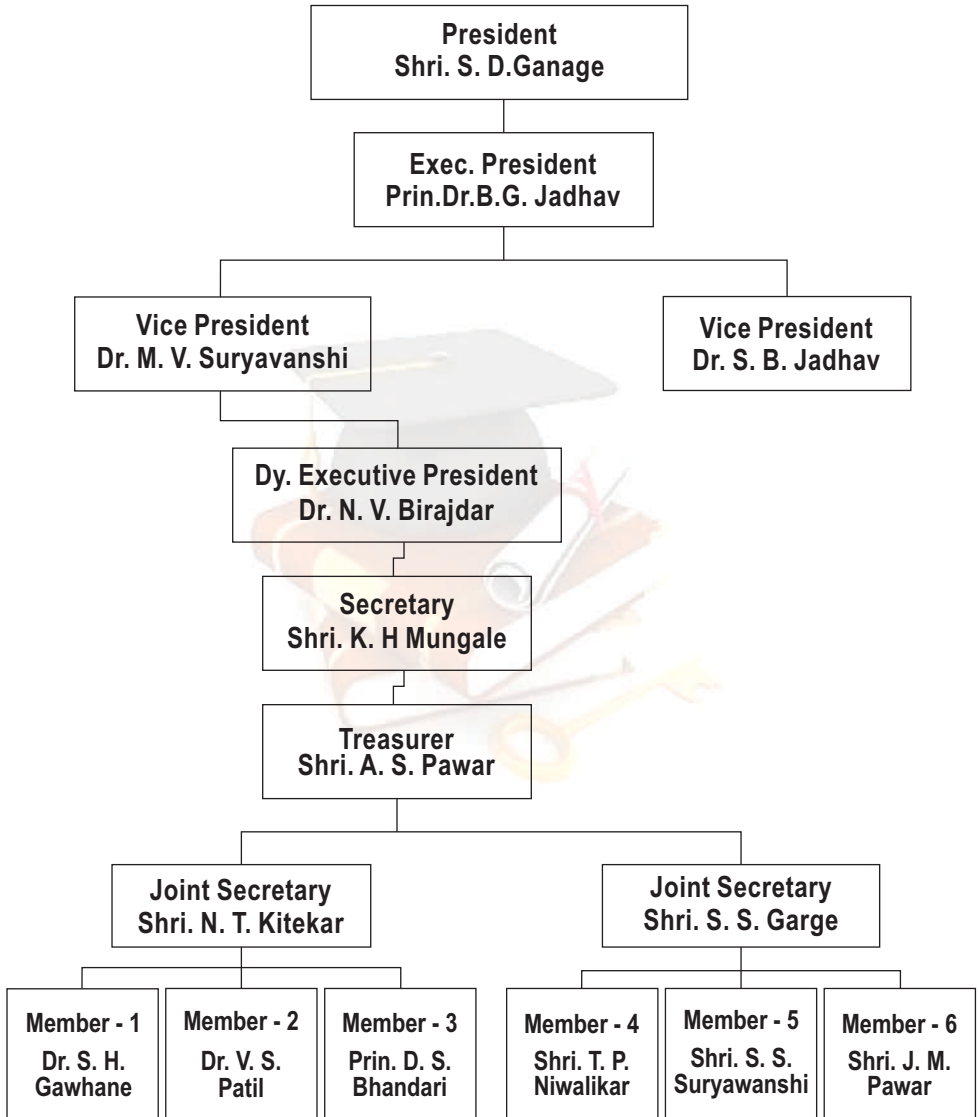 President
Shri. S. D.Ganage
Exec. President
Prin.Dr.B.G. Jadhav
Vice President
Dr. M. V. Suryavanshi
Vice President
Dr. S. B. Jadhav
Dy. Executive President
Dr. N. V. Birajdar
Secretary
Shri. K. H Mungale
Treasurer
Shri. A. S. Pawar
Joint Secretary
Shri. N. T. Kitekar
Joint Secretary
Shri. S. S. Garge
Member - 1
Dr. S. H.
Gawhane
Member - 2
Dr. V. S.
Patil
Member - 3
Prin. D. S.
Bhandari
Member - 4
Shri. T. P.
Niwalikar
Member - 5
Shri. S. S.
Suryawanshi
Member - 6
Shri. J. M.
Pawar